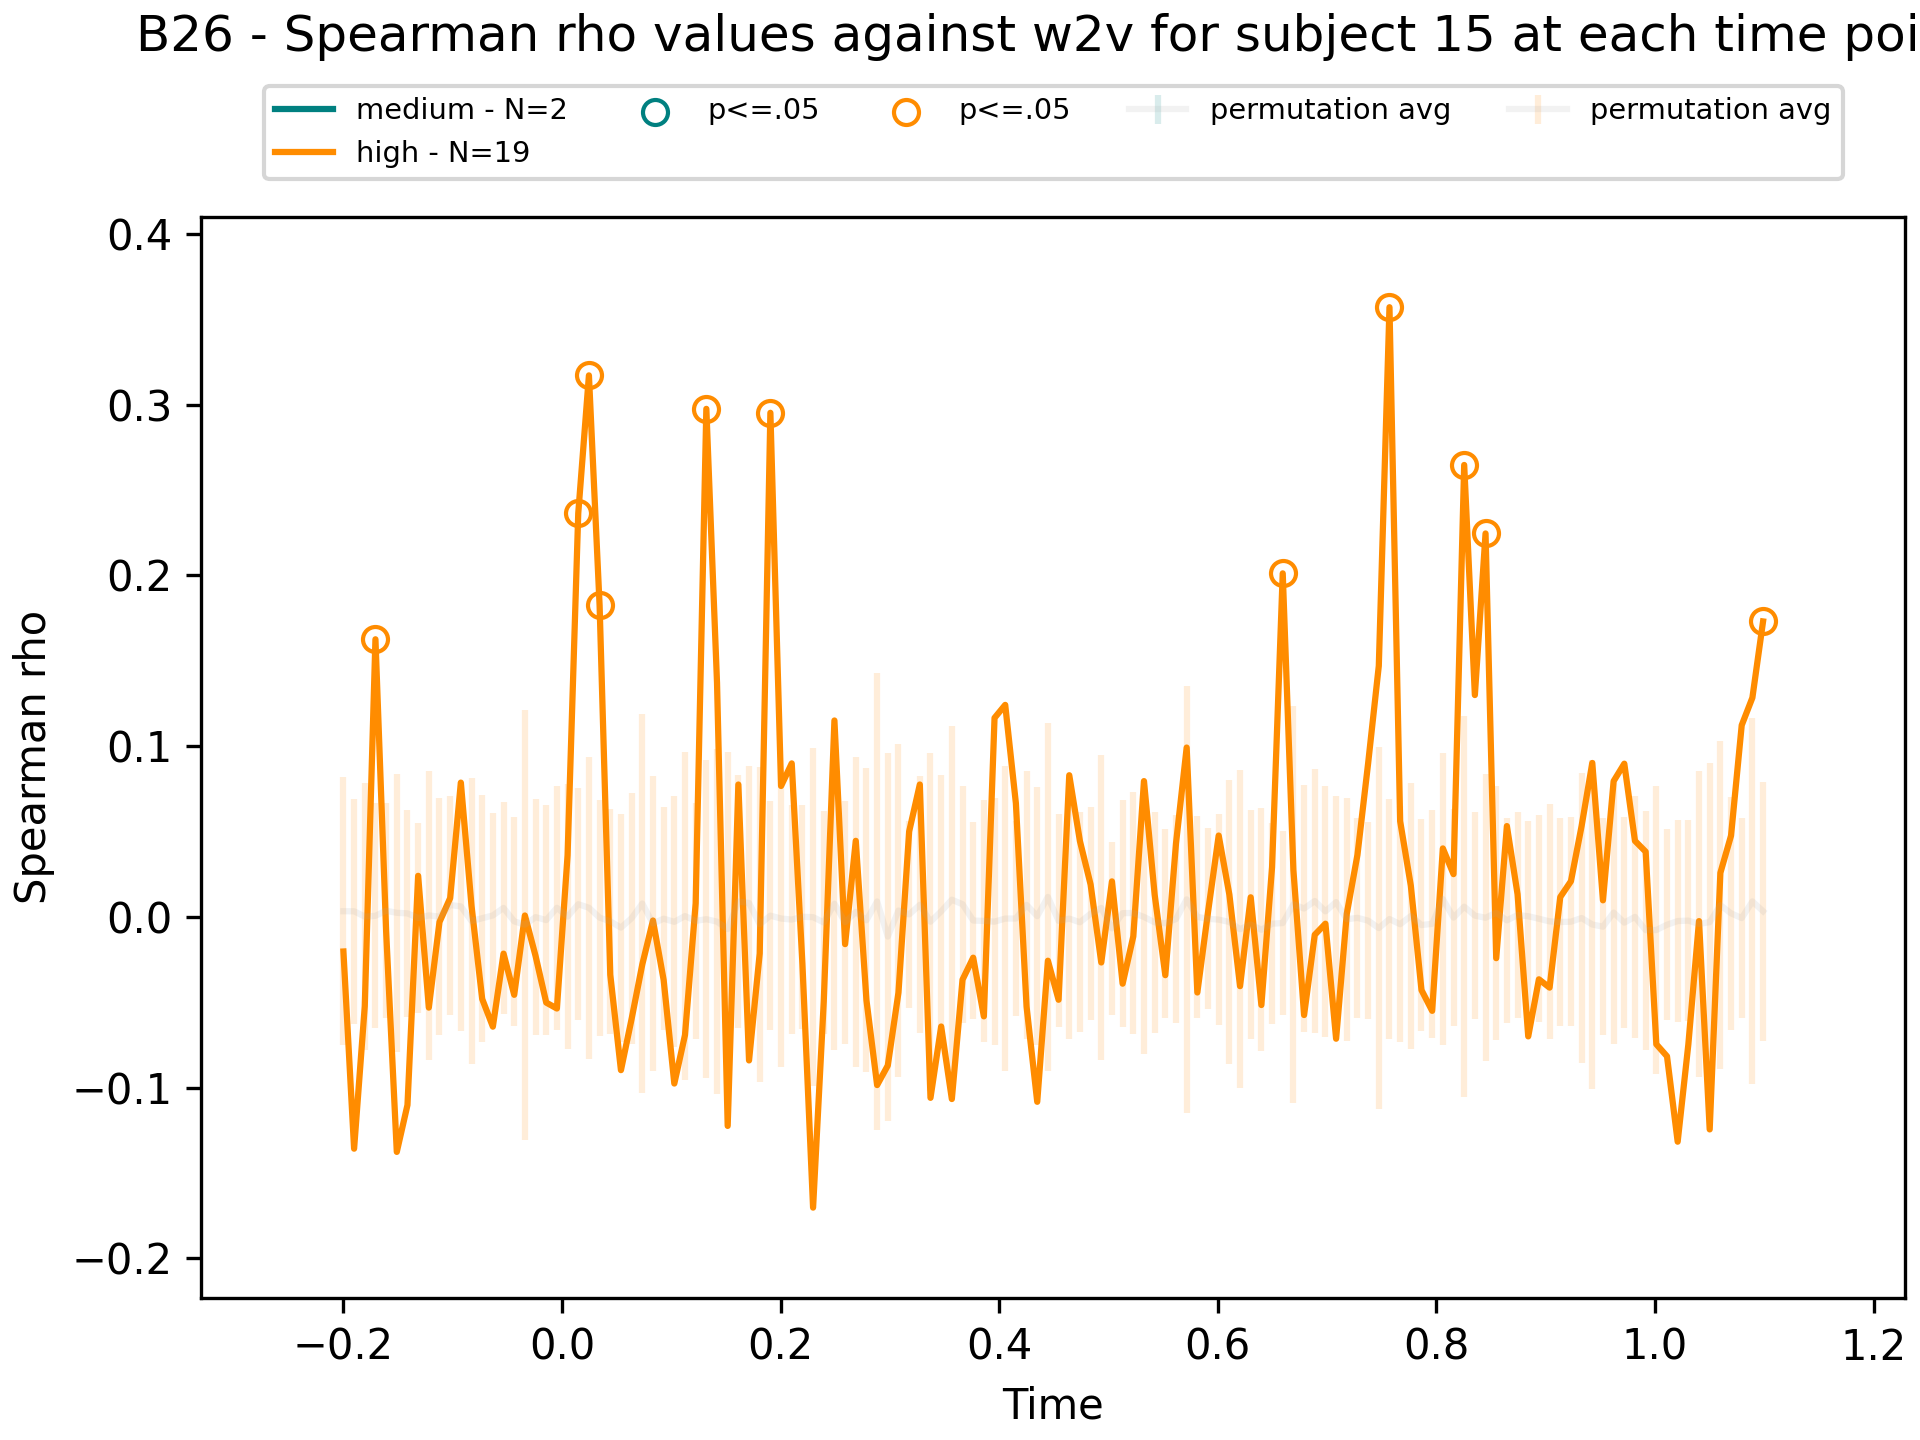 B26 - Spearman rho values against w2v for subject 15 at each time poi
medium - N=2
high - N=19
p<=.05
p<=.05
permutation avg
permutation avg
Spearman rho
0.4
0.3
0.2
0.1
0.0
−0.1
−0.2
−0.2 0.0 0.2 0.4 0.6 0.8 1.0 1.2
Time